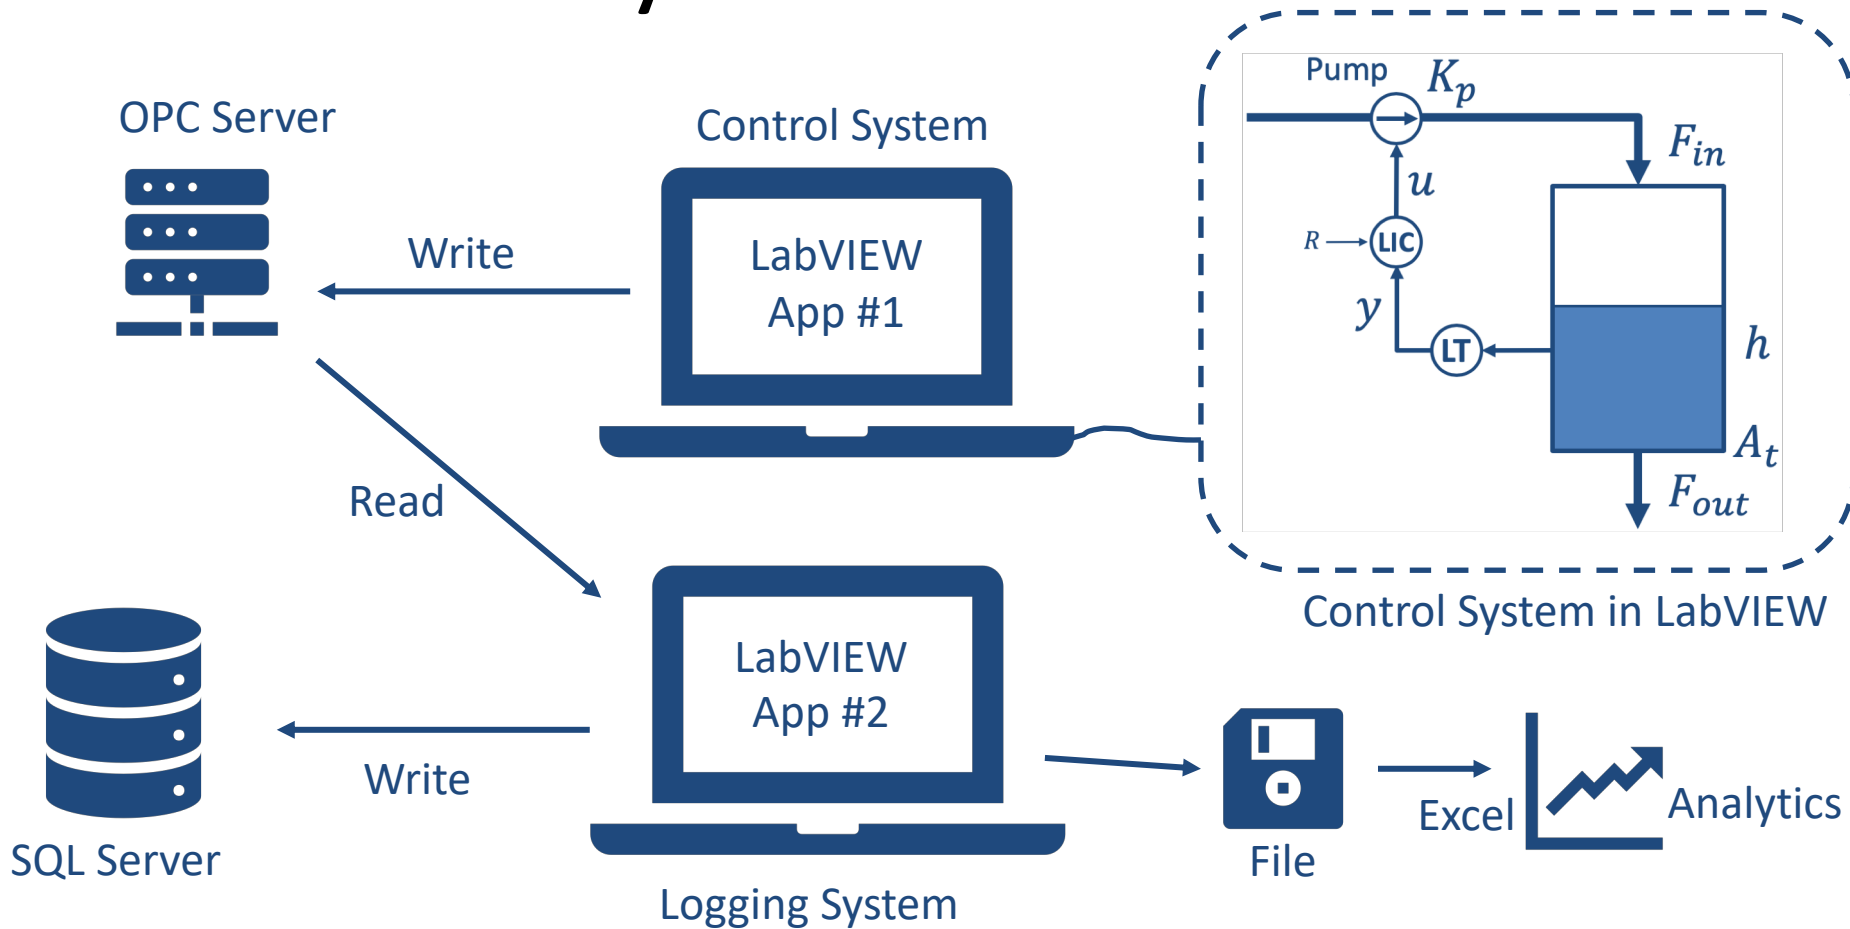 OPC Server
Control System
Write
LabVIEW
App #1
Read
Pump
K_p
F_in
u
R
LIC
y
LT
h
A_t
F_out
Control System in LabVIEW
LabVIEW
App #2
Write
SQL Server
Logging System
File
Excel
Analytics